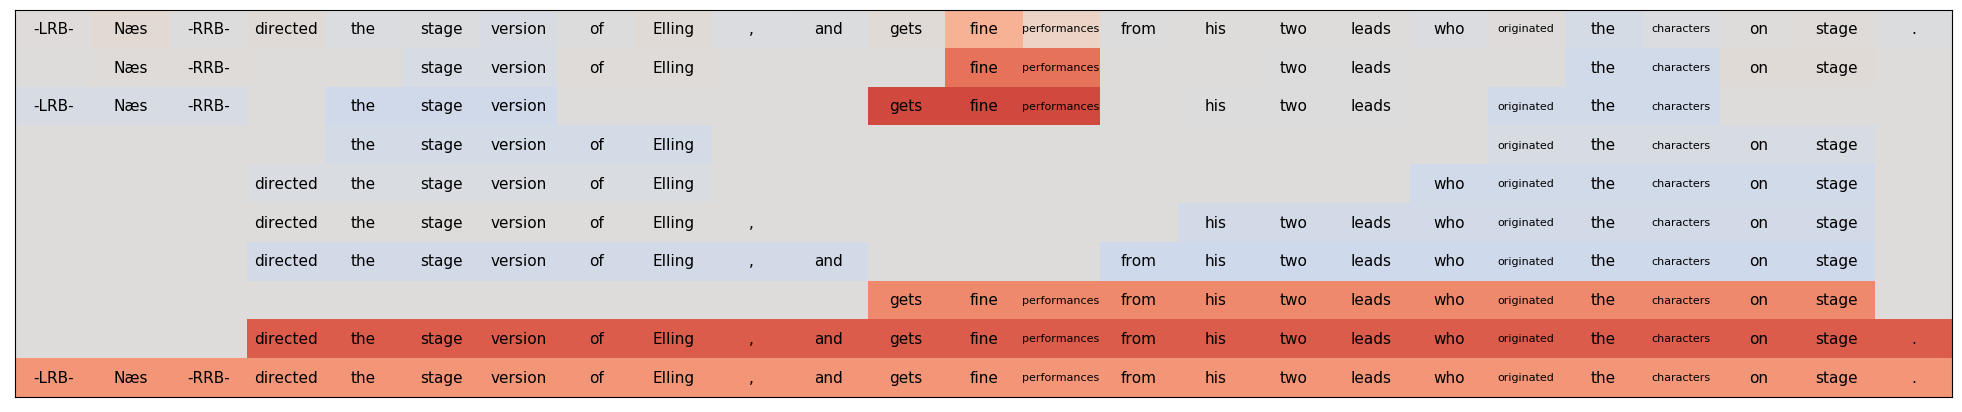 -LRB- Næs -RRB- directed the stage version of Elling , and gets fine performances from his two leads who originated the characters on stage .
Næs -RRB- stage version of Elling fine performances two leads the characters on stage
-LRB- Næs -RRB- the stage version gets fine performances his two leads originated the characters
the stage version of Elling originated the characters on stage
directed the stage version of Elling who originated the characters on stage
directed the stage version of Elling , his two leads who originated the characters on stage
directed the stage version of Elling , and from his two leads who originated the characters on stage
gets fine performances from his two leads who originated the characters on stage
directed the stage version of Elling , and gets fine performances from his two leads who originated the characters on stage .
-LRB- Næs -RRB- directed the stage version of Elling , and gets fine performances from his two leads who originated the characters on stage .